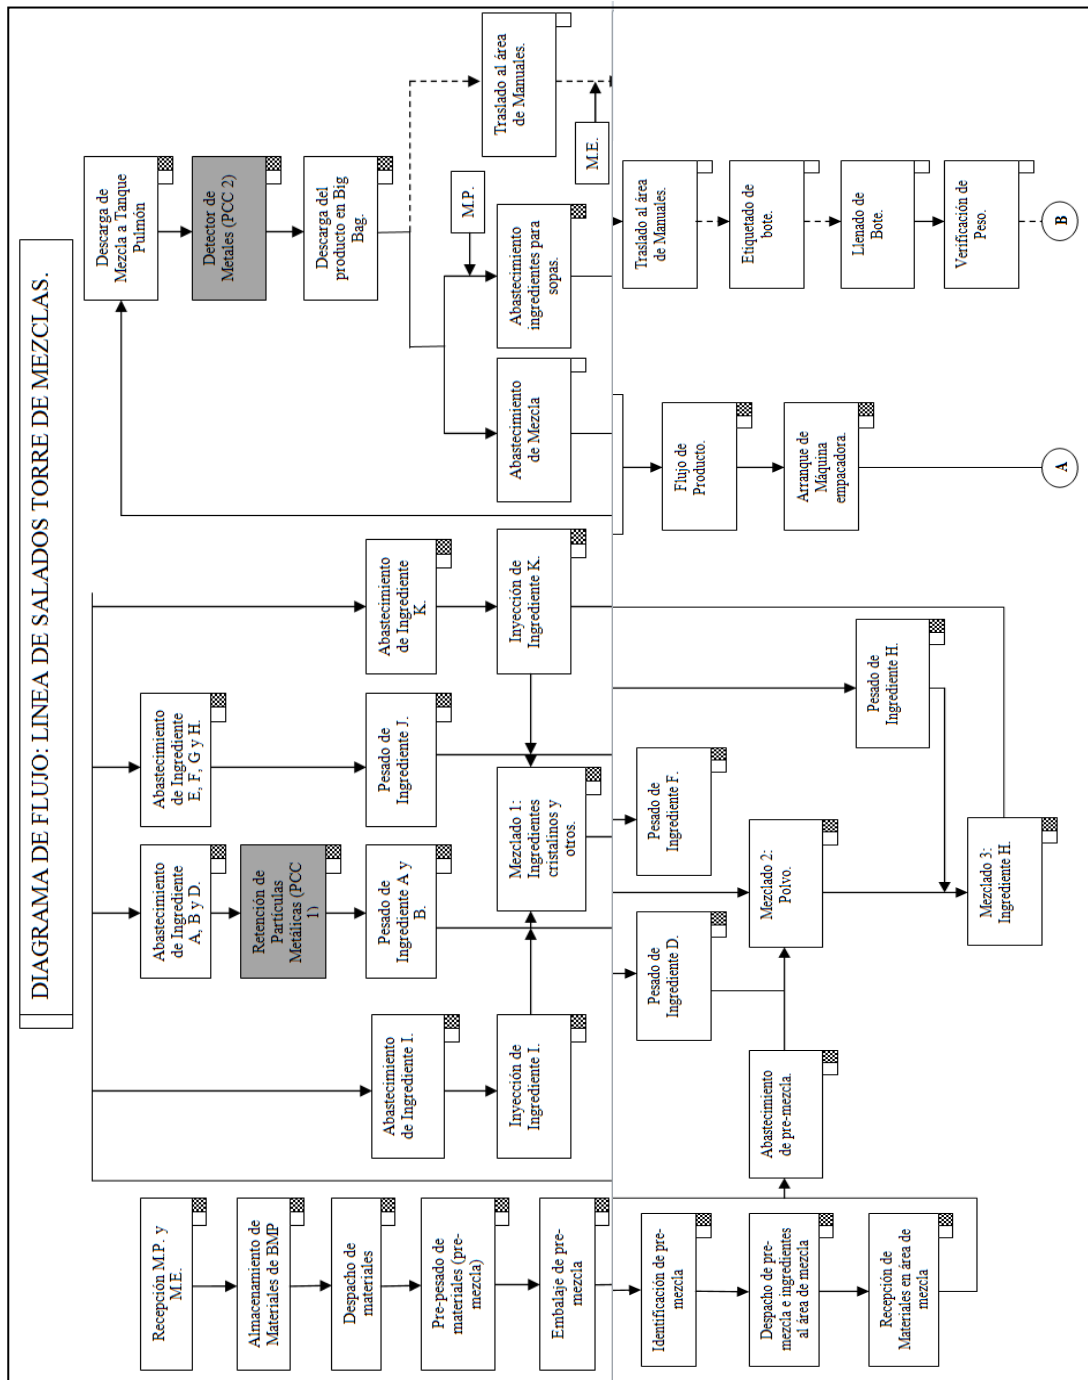 DIAGRAMA DE FLUJO: LINEA DE SALADOS TORRE DE MEZCLAS.
Recepción M.P. y
M.E.
Almacenamiento de
Materiales de BMP
Despacho de
materiales
Pre-pesado de
materiales (pre-
mezcla)
Embalaje de pre-
mezcla
Identificación de pre-
mezcla
Despacho de pre-
mezcla e ingredientes
al área de mezcla
Recepción de
Materiales en área de
mezcla
Abastecimiento
de Ingrediente I.
Inyección de
Ingrediente I.
Abastecimiento
de pre-mezcla.
Abastecimiento
de Ingrediente
A, B y D.
Retención de
Partículas
Metálicas (PCC
1)
Pesado de
Ingrediente A y
B.
Pesado de
Ingrediente D.
Abastecimiento
de Ingrediente
E, F, G y H.
Pesado de
Ingrediente J.
Mezclado 1:
Ingredientes
cristalinos y
otros.
Pesado de
Ingrediente F.
Mezclado 2:
Polvo.
Mezclado 3:
Ingrediente H.
Abastecimiento
de Ingrediente
K.
Inyección de
Ingrediente K.
Pesado de
Ingrediente H.
Descarga de
Mezcla a Tanque
Pulmón
Detector de
Metales (PCC 2)
Descarga del
producto en Big
Bag.
Abastecimiento
de Mezcla
M.P.
Abastecimiento
ingredientes para
sopas.
Traslado al área
de Manuales.
M.E.
Flujo de
Producto.
Arranque de
Máquina
empacadora.
A
Traslado al área
de Manuales.
Etiquetado de
bote.
Llenado de
Bote.
Verificación de
Peso.
B